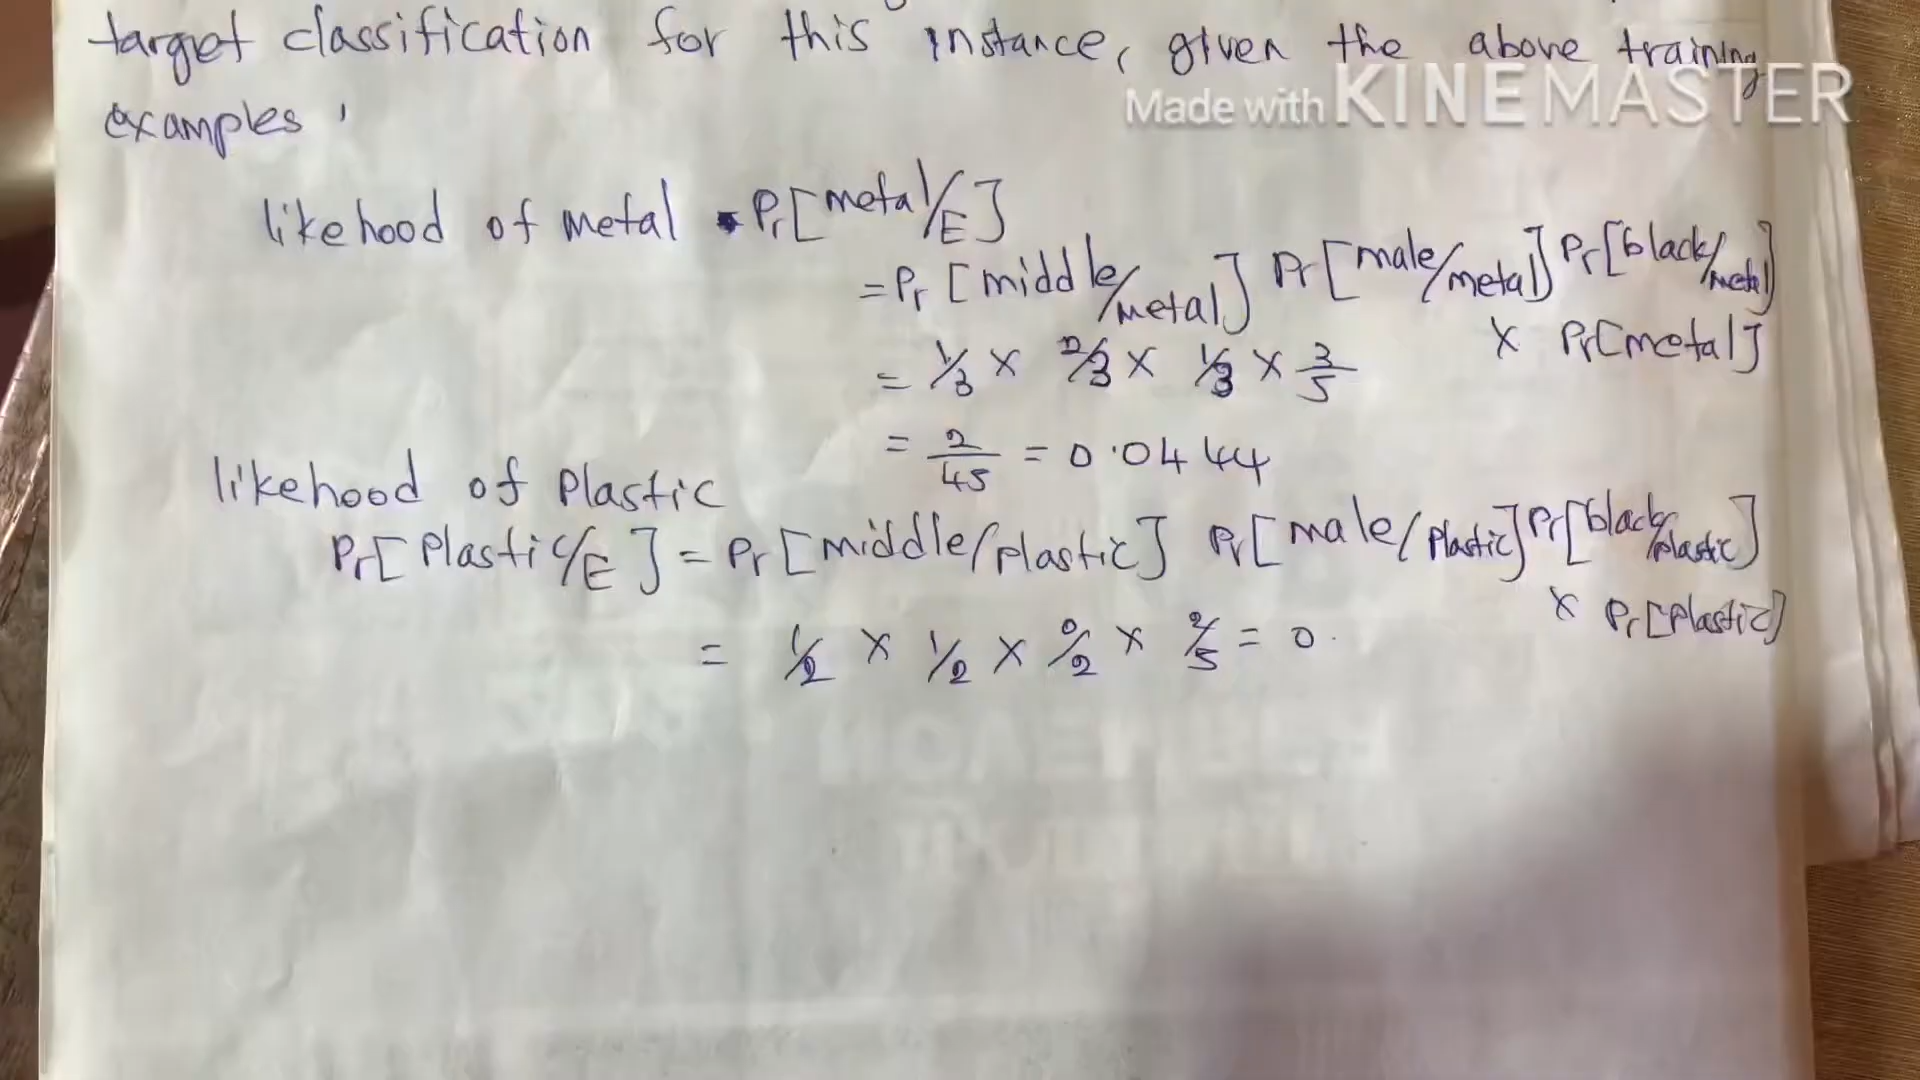 target classification for this instance, given the above training
Made with KINEMASTER
examples,
likehood of metal Pr[metal/E]
= Pr [middle/metal] Pr[male/metal] Pr[black/metal]
x Pr[metal]
= 1/3 x 2/3 x 1/3 x 3/5
= 2/45 = 0.0444
likehood of plastic
Pr[Plastic/E] = Pr[middle/plastic] Pr[male/plastic] Pr[black/plastic]
x Pr[Plastic]
= 1/2 x 1/2 x 0/2 x 2/5 = 0.